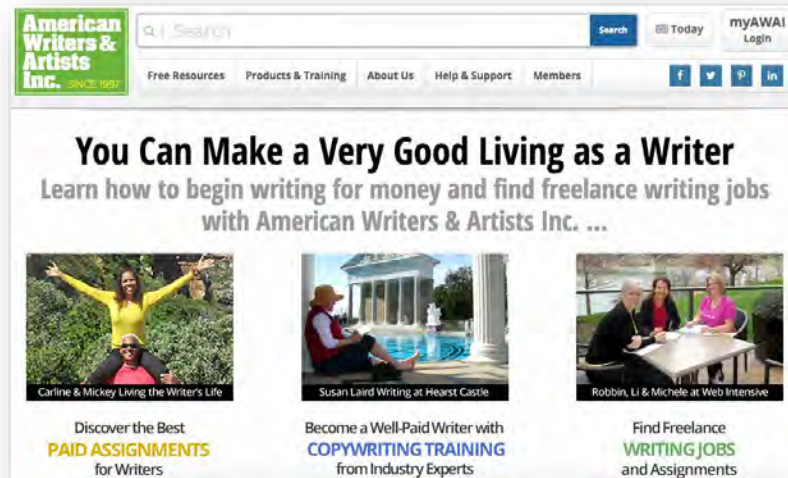 American
Writers &
Artists
Inc. SINCE 1997
Search
Search
Today
myAWAI
Login
Free Resources Products & Training About Us Help & Support Members
You Can Make a Very Good Living as a Writer
Learn how to begin writing for money and find freelance writing jobs
with American Writers & Artists Inc. ...
Carline & Mickey Living the Writer's Life
Susan Laird Writing at Hearst Castle
Robbin, Li & Michele at Web Intensive
Discover the Best
PAID ASSIGNMENTS
for Writers
Become a Well-Paid Writer with
COPYWRITING TRAINING
from Industry Experts
Find Freelance
WRITING JOBS
and Assignments